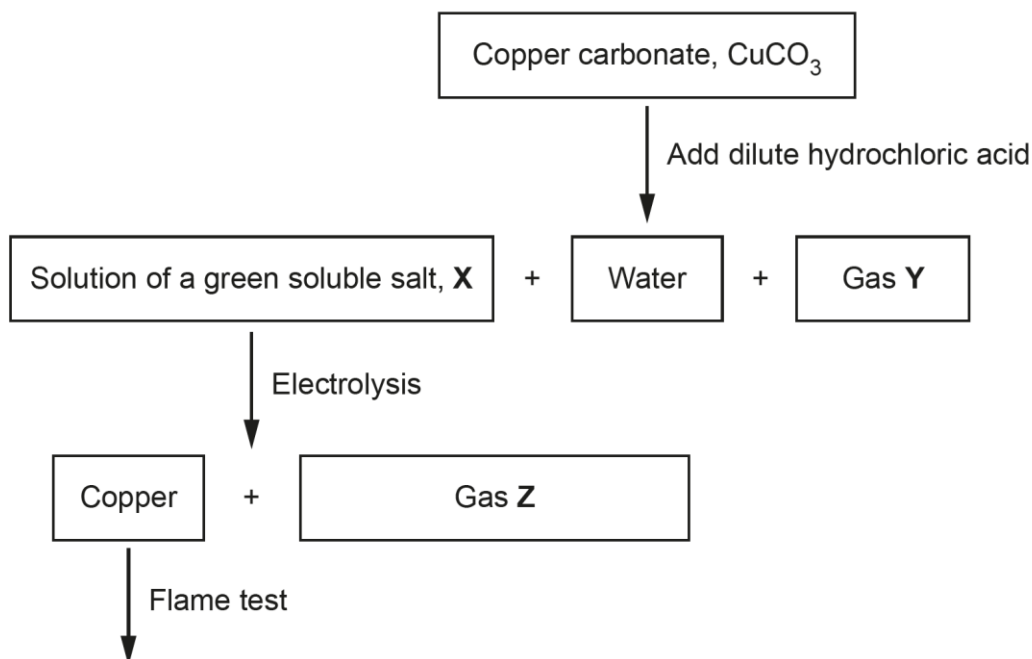 Copper carbonate, CuCO₃
Add dilute hydrochloric acid
Solution of a green soluble salt, X + Water + Gas Y
Electrolysis
Copper + Gas Z
Flame test